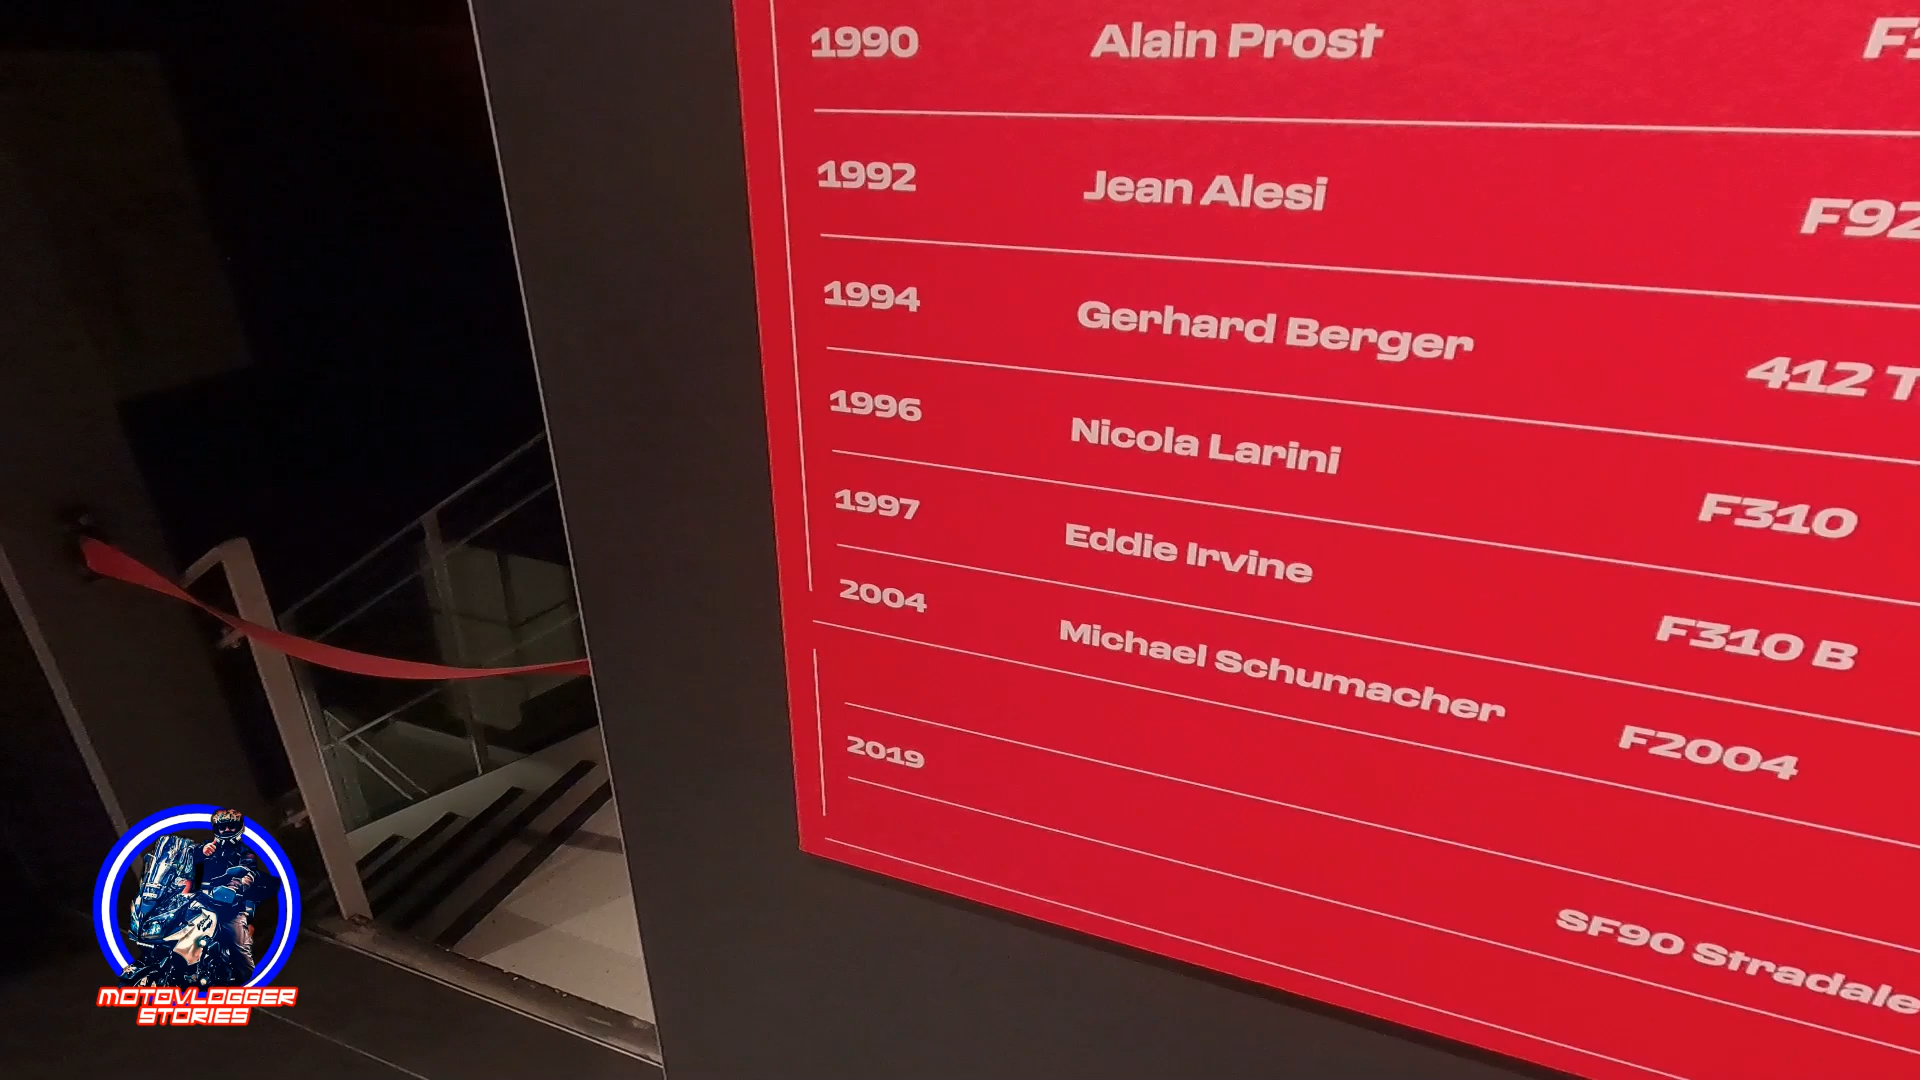 1990 Alain Prost
1992 Jean Alesi F92
1994 Gerhard Berger 412 T
1996 Nicola Larini F310
1997 Eddie Irvine F310 B
2004 Michael Schumacher F2004
2019 SF90 Stradale
MOTOVLOGGER
STORIES